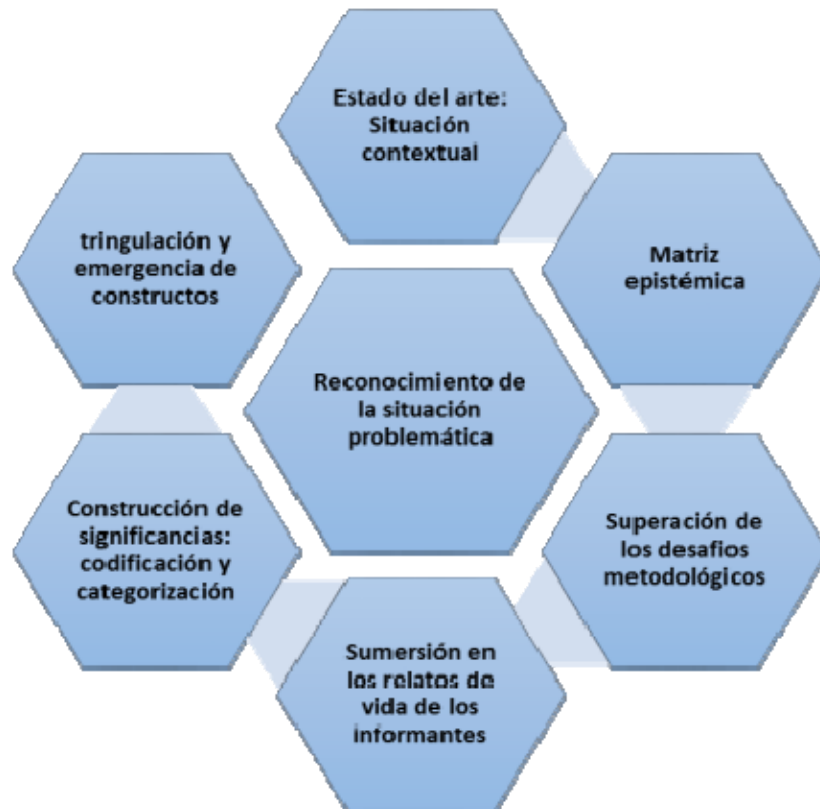 Estado del arte:
Situación
contextual
Matriz
epistémica
Superación de
los desafios
metodológicos
Sumersión en
los relatos de
vida de los
informantes
Construcción de
significancias:
codificación y
categorización
tringulación y
emergencia de
constructos
Reconocimiento de
la situación
problemática